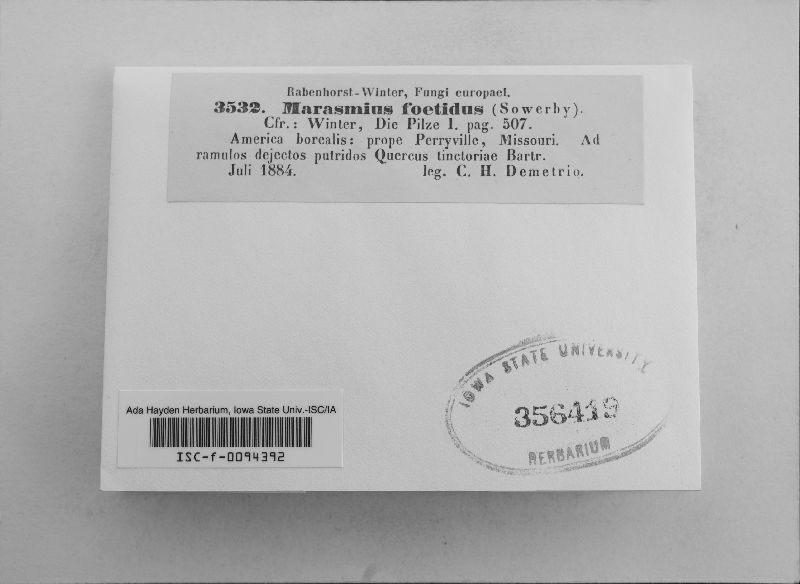 Rabenhorst-Winter, Fungi europaei.
3532. Marasmius foetidus (Sowerby).
Cfr.: Winter, Die Pilze I. pag. 507.
America borealis: prope Perryville, Missouri. Ad
ramulos dejectos putridos Quercus tinctoriae Bartr.
Juli 1884. leg. C. H. Demetrio.
IOWA STATE UNIVERSITY
356419
HERBARIUM
Ada Hayden Herbarium, Iowa State Univ.-ISC/IA
ISC-f-0094392